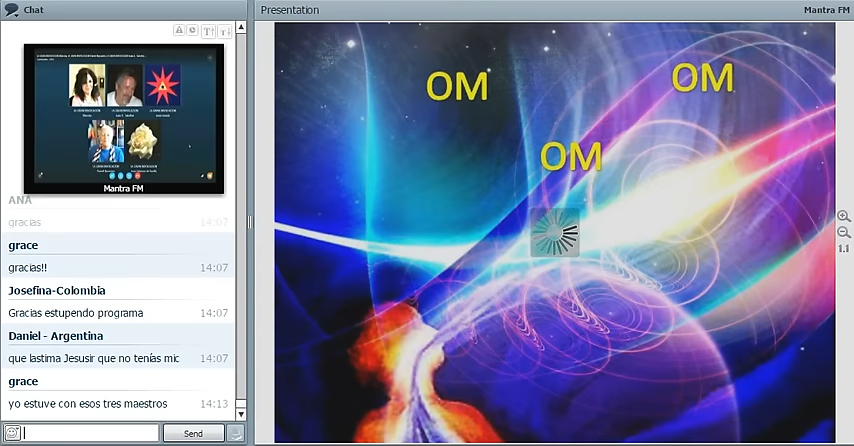 Chat
Mantra FM
ANA
gracias 14:07
grace
gracias!! 14:07
Josefina-Colombia
Gracias estupendo programa 14:07
Daniel - Argentina
que lastima Jesusir que no tenías mic 14:07
grace
yo estuve con esos tres maestros 14:13
Send
Presentation Mantra FM
OM
OM
OM
1:1